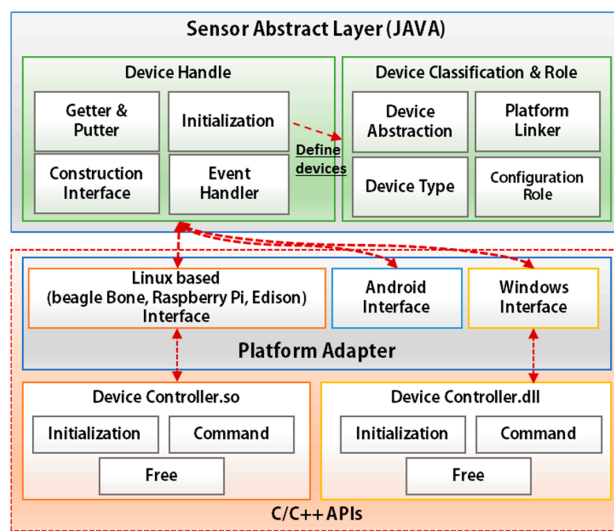 Sensor Abstract Layer (JAVA)
Device Handle
Getter &
Putter
Initialization
Construction
Interface
Event
Handler
Define
devices
Device Classification & Role
Device
Abstraction
Platform
Linker
Device Type
Configuration
Role
Linux based
(beagle Bone, Raspberry Pi, Edison)
Interface
Android
Interface
Windows
Interface
Platform Adapter
Device Controller.so
Initialization
Command
Free
Device Controller.dll
Initialization
Command
Free
C/C++ APIs